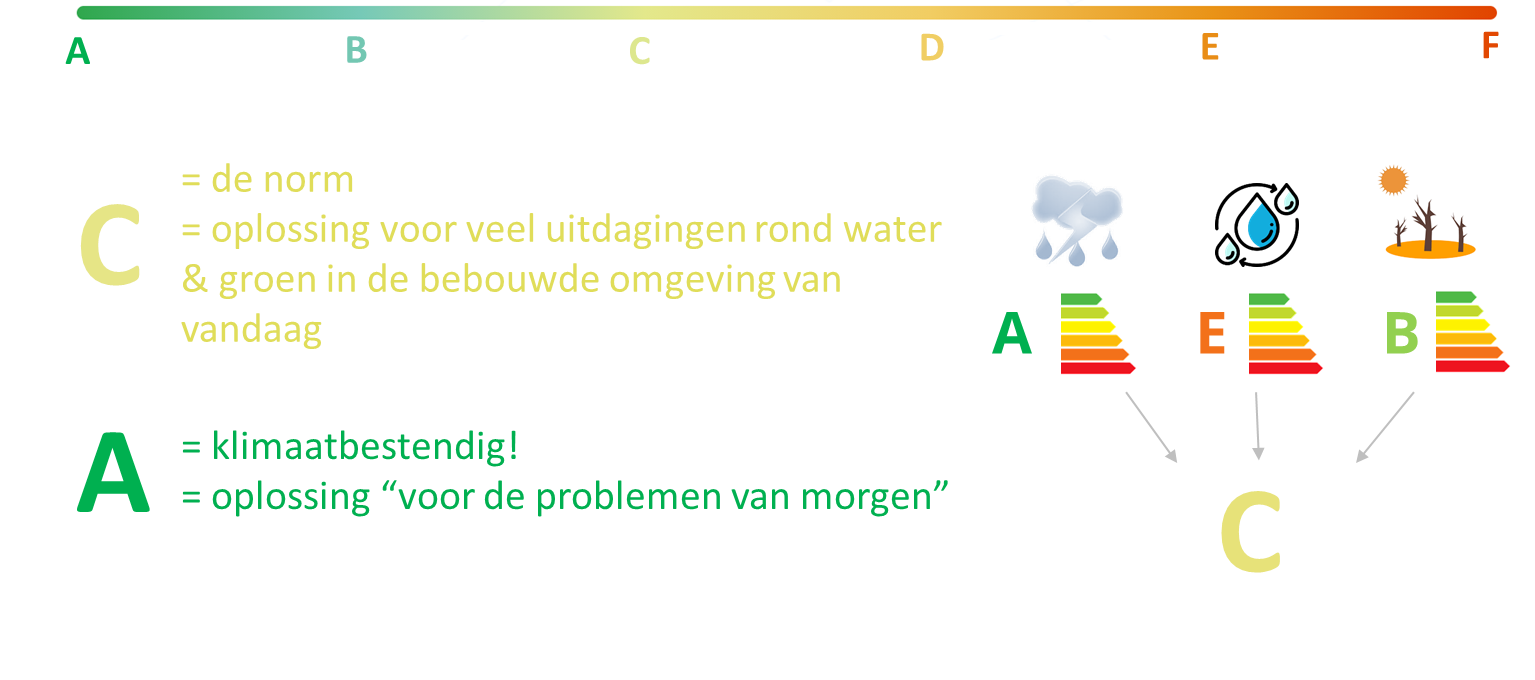 A B C D E F
C
= de norm
= oplossing voor veel uitdagingen rond water
& groen in de bebouwde omgeving van
vandaag
A
= klimaatbestendig!
= oplossing “voor de problemen van morgen”
A E B
C